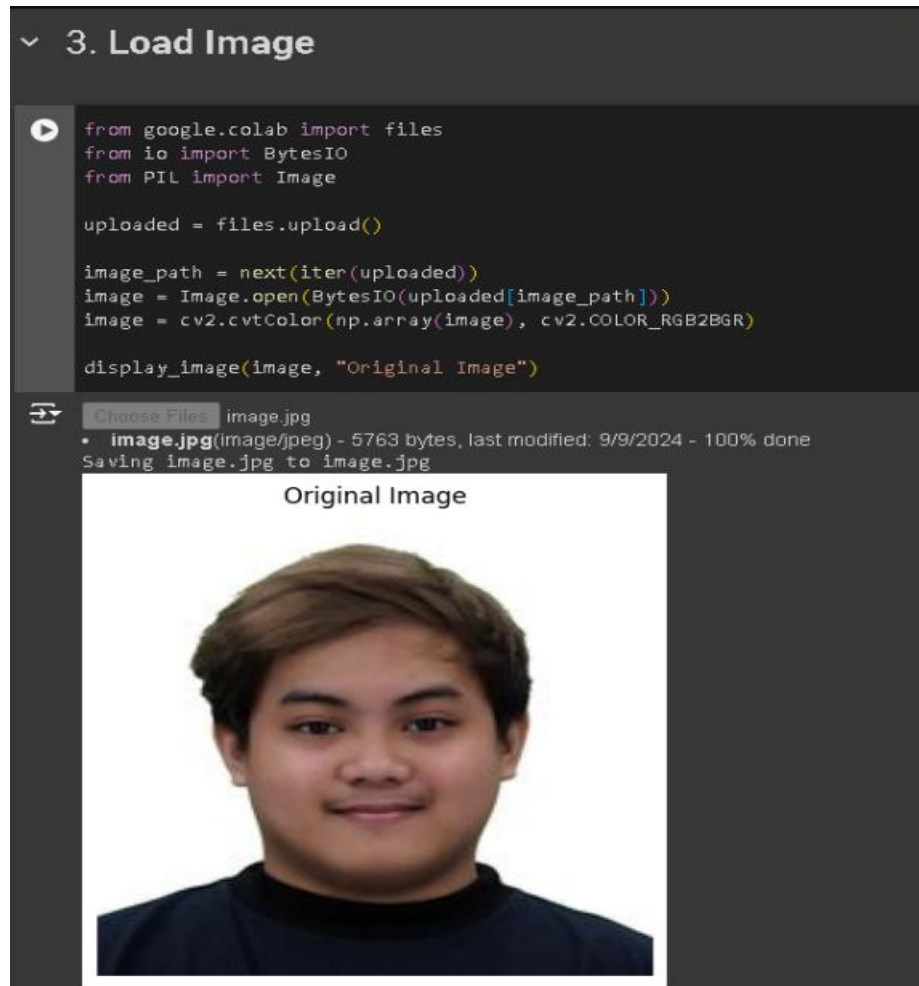 3. Load Image
from google.colab import files
from io import BytesIO
from PIL import Image
uploaded = files.upload()
image_path = next(iter(uploaded))
image = Image.open(BytesIO(uploaded[image_path]))
image = cv2.cvtColor(np.array(image), cv2.COLOR_RGB2BGR)
display_image(image, "Original Image")
Choose Files image.jpg
• image.jpg(image/jpeg) - 5763 bytes, last modified: 9/9/2024 - 100% done
Saving image.jpg to image.jpg
Original Image